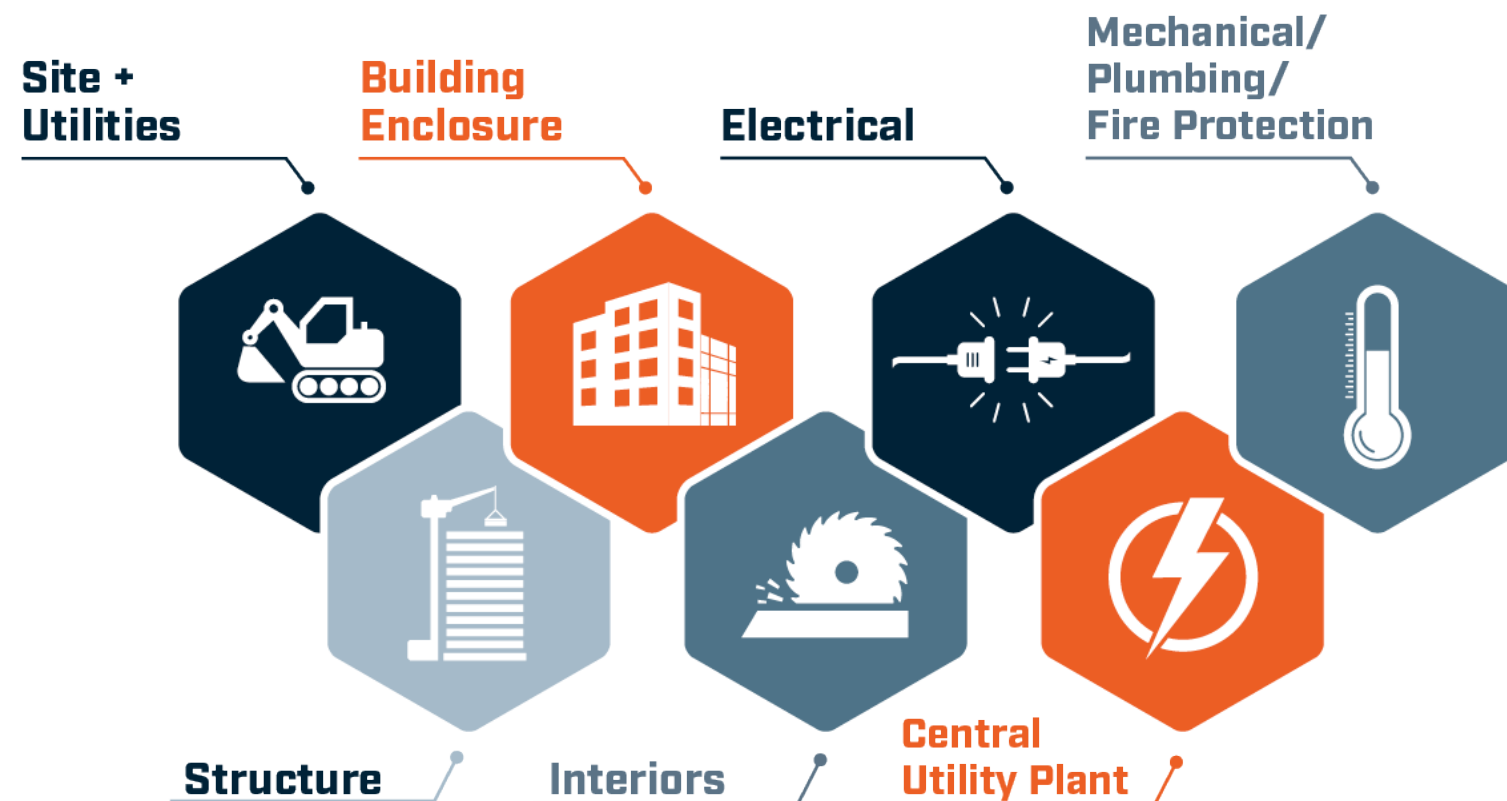 Site +
Utilities
Building
Enclosure
Electrical
Mechanical/
Plumbing/
Fire Protection
Structure
Interiors
Central
Utility Plant